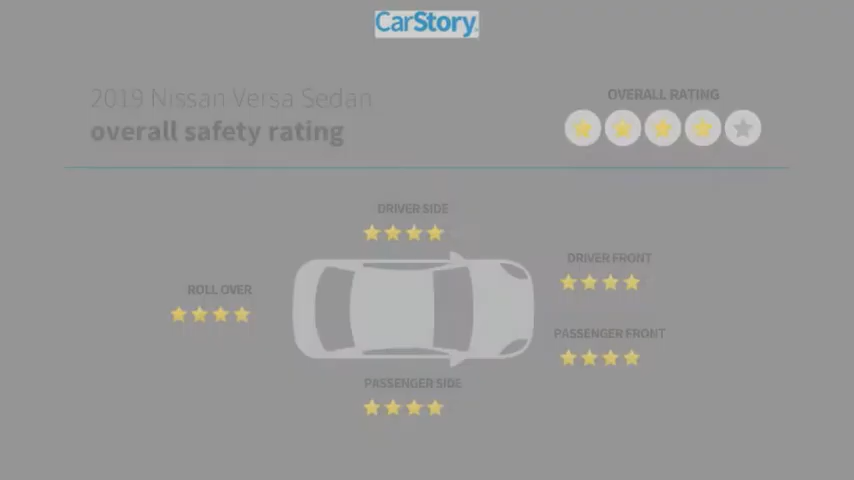 CarStory
2019 Nissan Versa Sedan
overall safety rating
OVERALL RATING
DRIVER SIDE
DRIVER FRONT
ROLL OVER
PASSENGER FRONT
PASSENGER SIDE